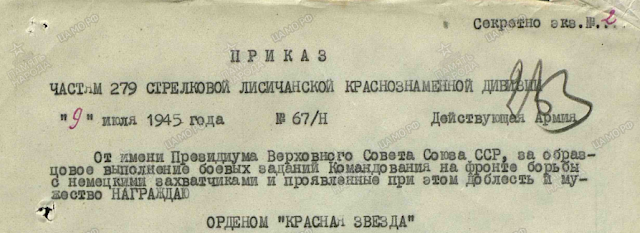 Секретно экз.№ 2
ПРИКАЗ
ЧАСТЯМ 279 СТРЕЛКОВОЙ ЛИСИЧАНСКОЙ КРАСНОЗНАМЕННОЙ ДИВИЗИИ
"9" июля 1945 года № 67/Н Действующая Армия
От имени Президиума Верховного Совета Союза ССР, за образ-
цовое выполнение боевых заданий Командования на фронте борьбы
с немецкими захватчиками и проявленные при этом доблесть и му-
жество НАГРАЖДАЮ
ОРДЕНОМ "КРАСНАЯ ЗВЕЗДА"